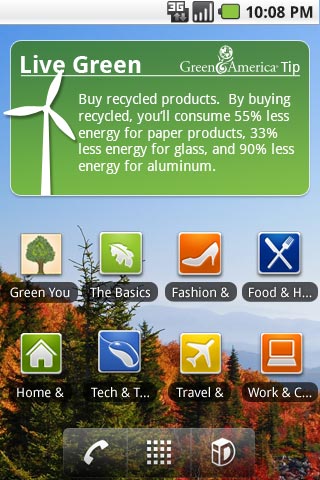 3G 10:08 PM
Live Green
Green America® Tip
Buy recycled products. By buying
recycled, you'll consume 55% less
energy for paper products, 33%
less energy for glass, and 90% less
energy for aluminum.
Green You The Basics Fashion & Food & H...
Home & Tech & T... Travel & Work & C...